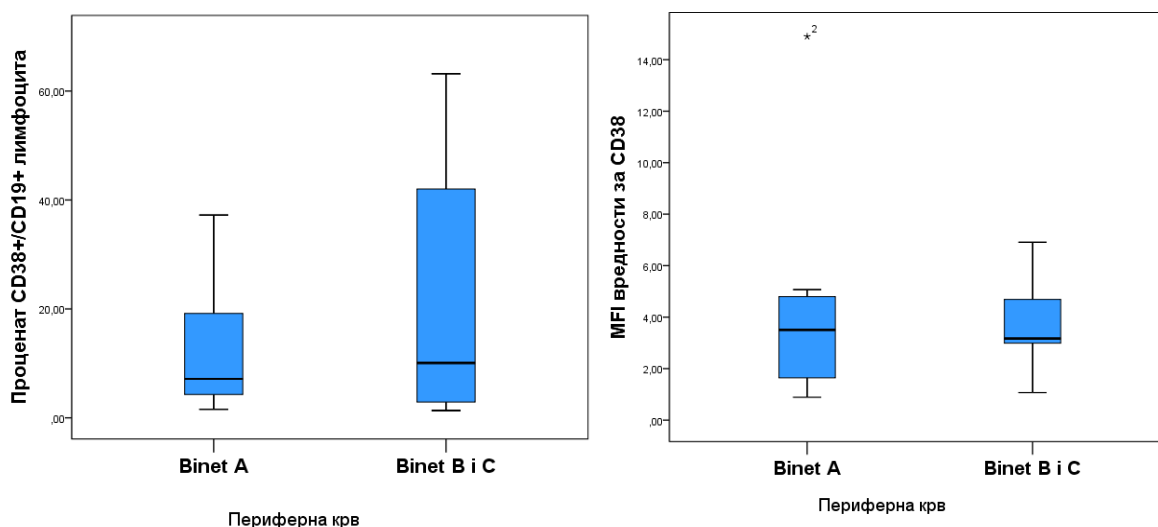 Проценат CD38+/CD19+ лимфоцита
60,00
40,00
20,00
,00
Binet A
Binet B i C
Периферна крв
MFI вредности за CD38
14,00
12,00
10,00
8,00
6,00
4,00
2,00
,00
*2
Binet A
Binet B i C
Периферна крв